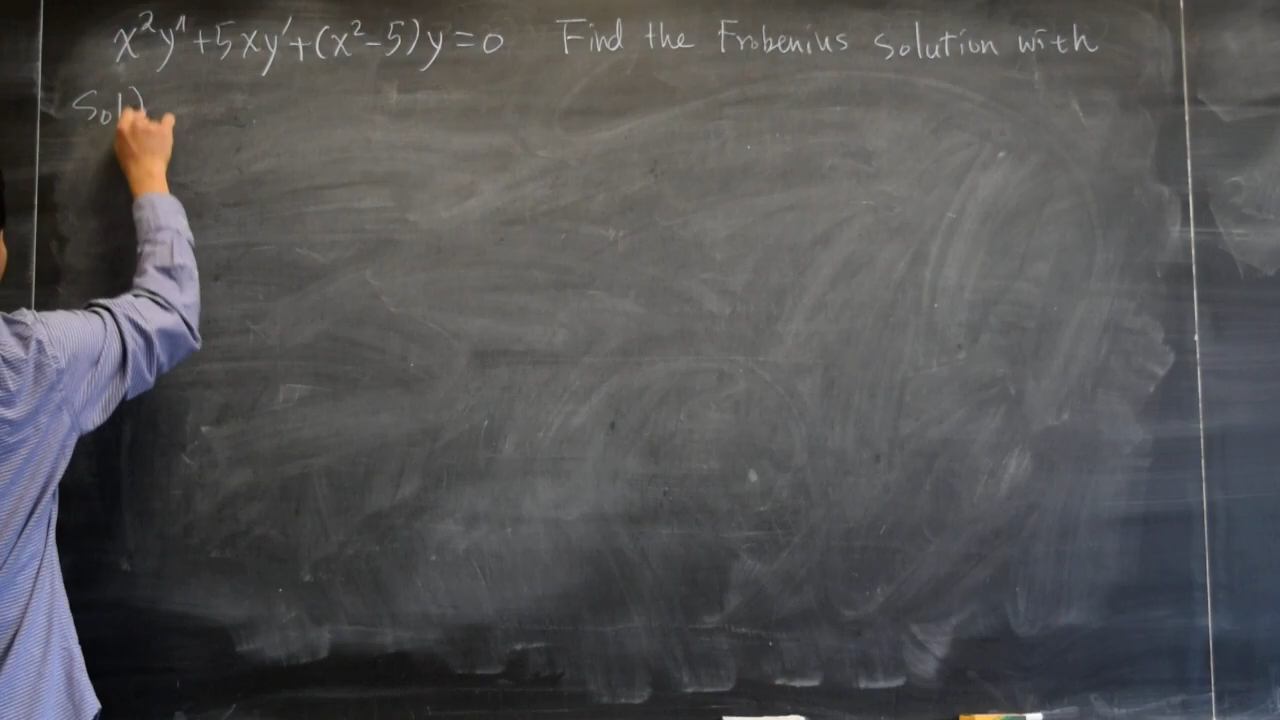 x²y''+5xy'+(x²-5)y=0 Find the Frobenius solution with
Sol)